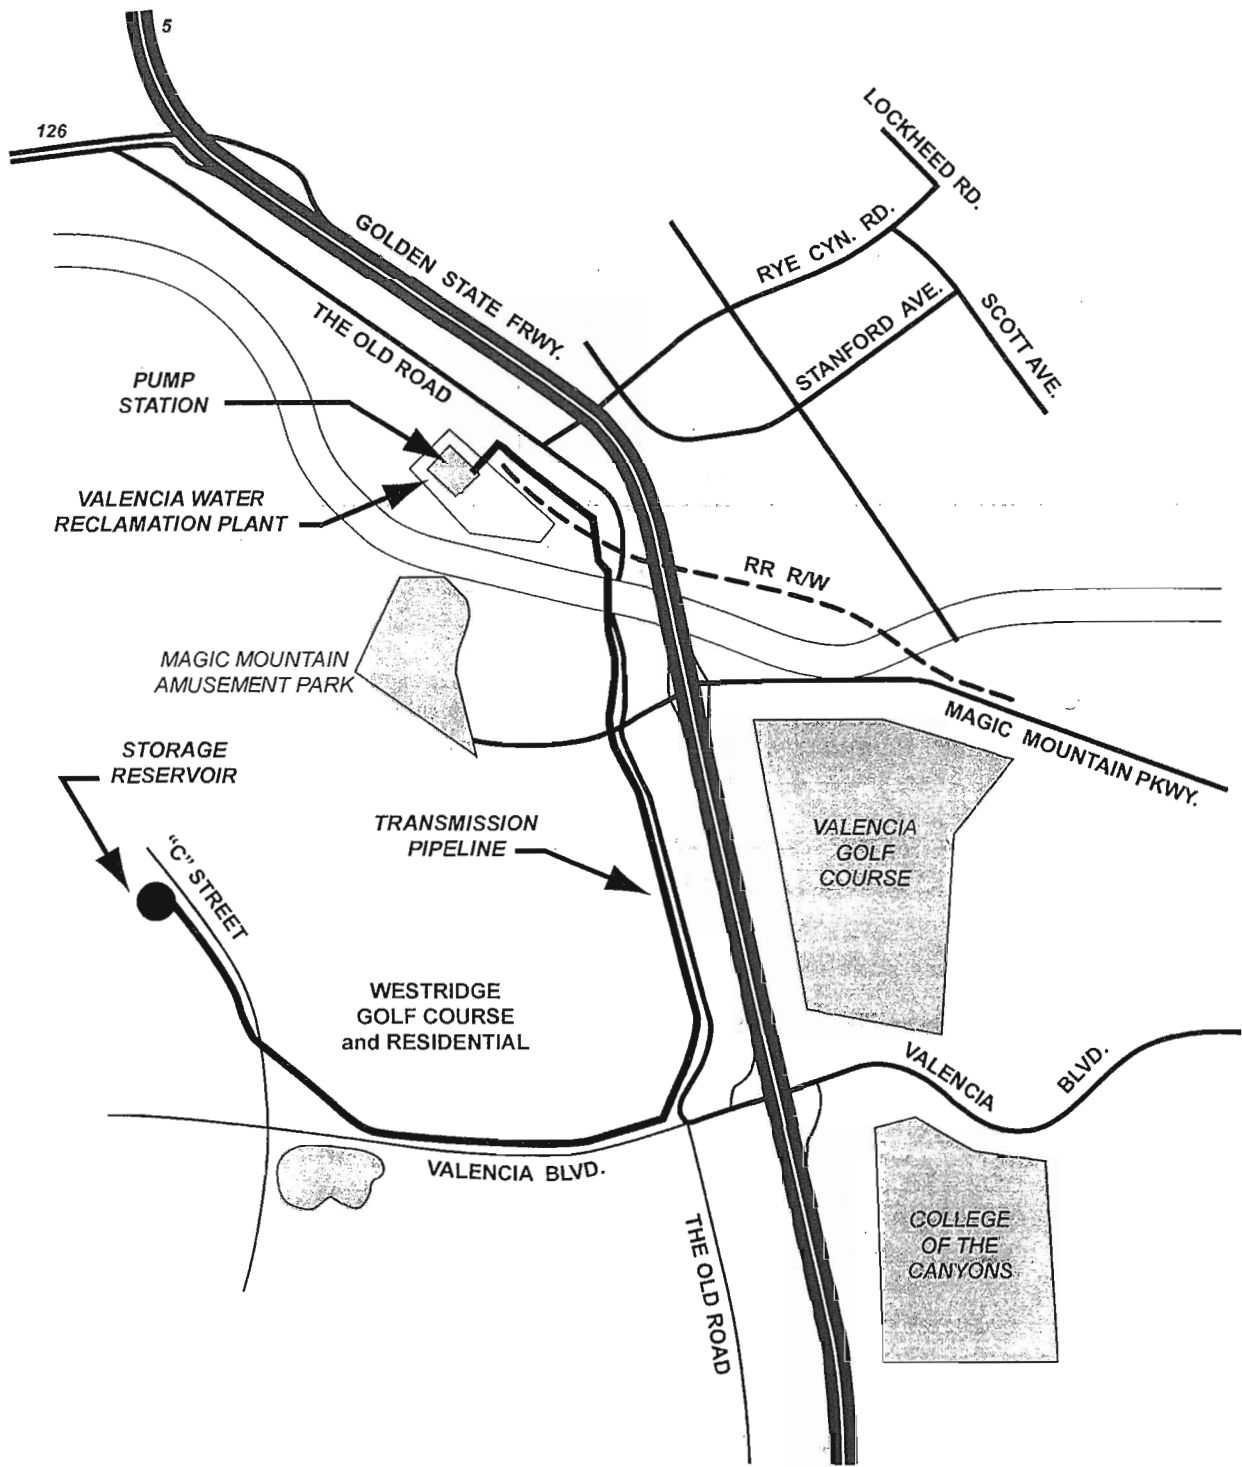 5
126
LOCKHEED RD.
GOLDEN STATE FRWY.
RYE CYN. RD.
THE OLD ROAD
STANFORD AVE.
SCOTT AVE.
PUMP
STATION
VALENCIA WATER
RECLAMATION PLANT
RR R/W
MAGIC MOUNTAIN
AMUSEMENT PARK
MAGIC MOUNTAIN PKWY.
STORAGE
RESERVOIR
"C" STREET
TRANSMISSION
PIPELINE
VALENCIA
GOLF
COURSE
WESTRIDGE
GOLF COURSE
and RESIDENTIAL
VALENCIA BLVD.
VALENCIA BLVD.
THE OLD ROAD
COLLEGE
OF THE
CANYONS